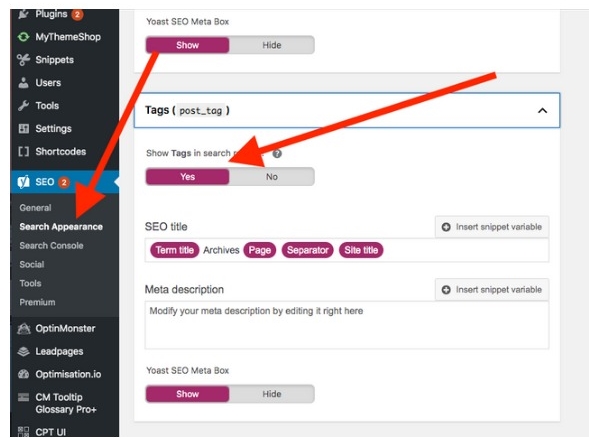 Plugins 2
MyThemeShop
Snippets
Users
Tools
Settings
Shortcodes
SEO 2
General
Search Appearance
Search Console
Social
Tools
Premium
OptinMonster
Leadpages
Optimisation.io
CM Tooltip
Glossary Pro+
CPT UI
Yoast SEO Meta Box
Show Hide
Tags ( post_tag )
Show Tags in search
Yes No
SEO title
Insert snippet variable
Term title Archives Page Separator Site title
Meta description
Insert snippet variable
Modify your meta description by editing it right here
Yoast SEO Meta Box
Show Hide